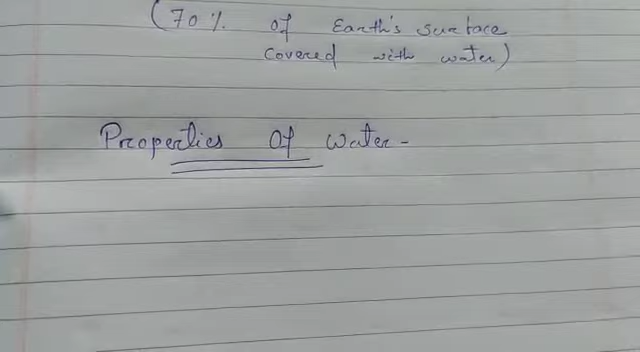 (70% of Earth's surface
covered with water)
Properties of water-